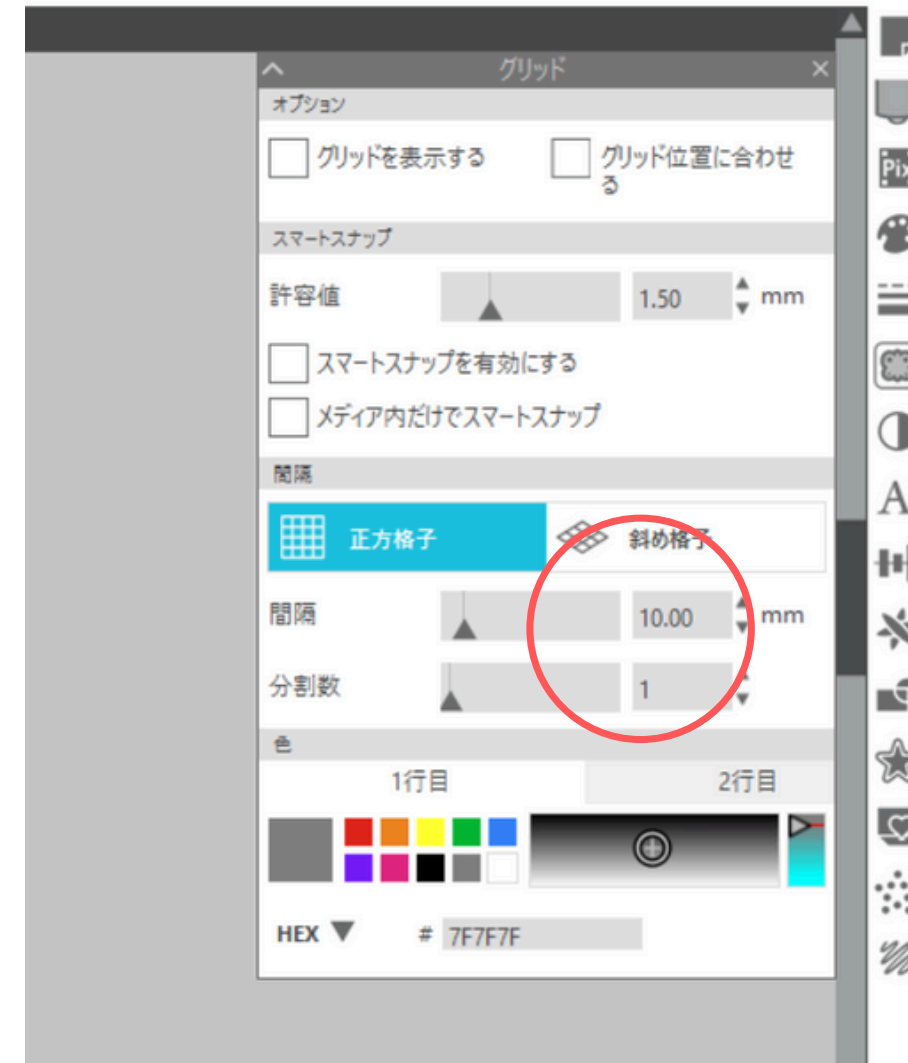 グリッド
オプション
グリッドを表示する
グリッド位置に合わせ
る
スマートスナップ
許容値 1.50 mm
スマートスナップを有効にする
メディア内だけでスマートスナップ
間隔
正方格子 斜め格子
間隔 10.00 mm
分割数 1
色
1行目 2行目
HEX # 7F7F7F
Pix
A